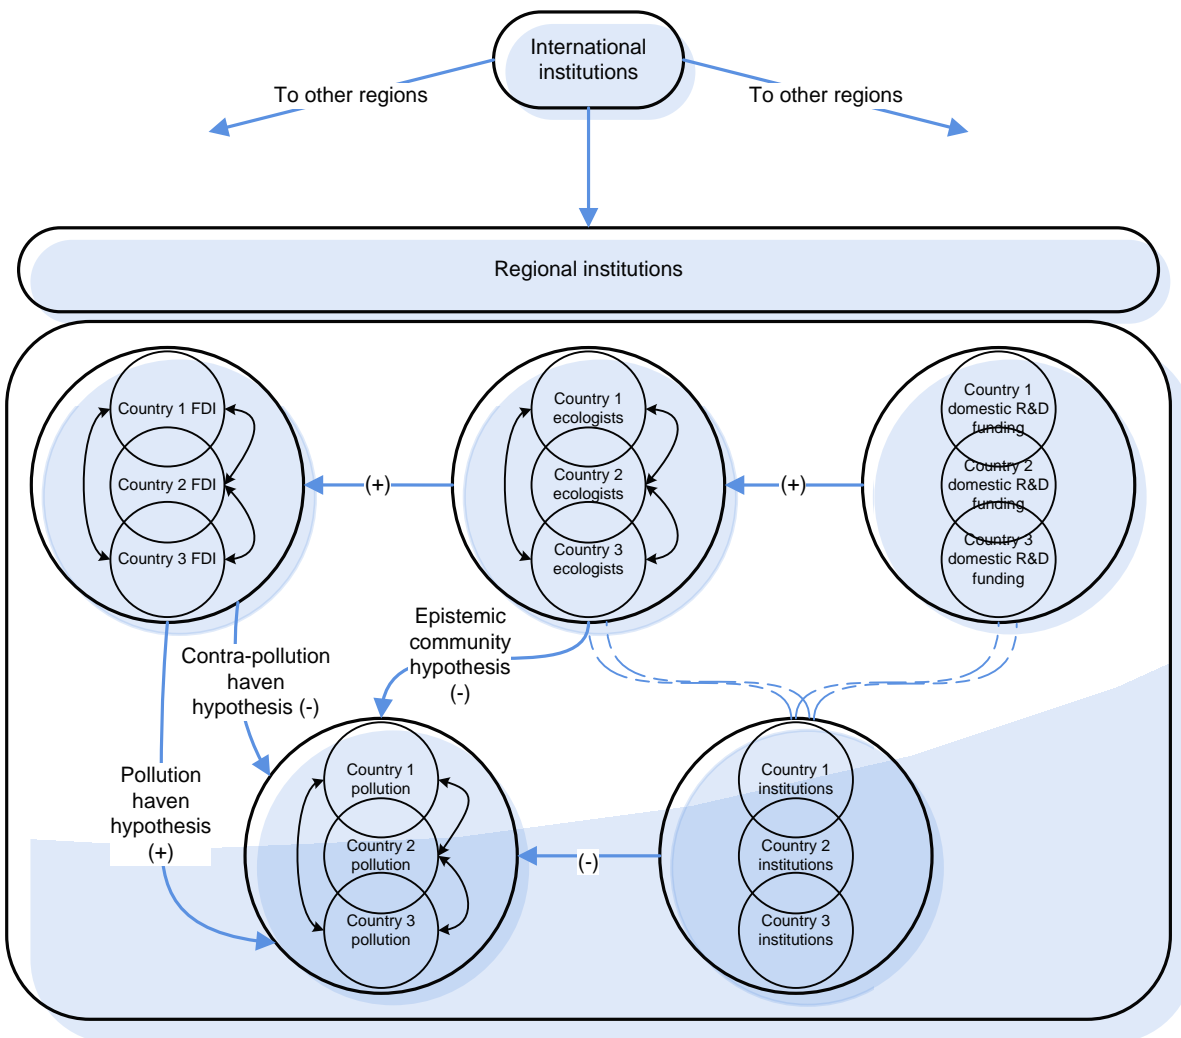 International
institutions
To other regions
To other regions
Regional institutions
Country 1 FDI
Country 2 FDI
Country 3 FDI
(+)
Country 1
ecologists
Country 2
ecologists
Country 3
ecologists
(+)
Country 1
domestic R&D
funding
Country 2
domestic R&D
funding
Country 3
domestic R&D
funding
Contra-pollution
haven
hypothesis (-)
Epistemic
community
hypothesis
(-)
Pollution
haven
hypothesis
(+)
Country 1
pollution
Country 2
pollution
Country 3
pollution
(-)
Country 1
institutions
Country 2
institutions
Country 3
institutions